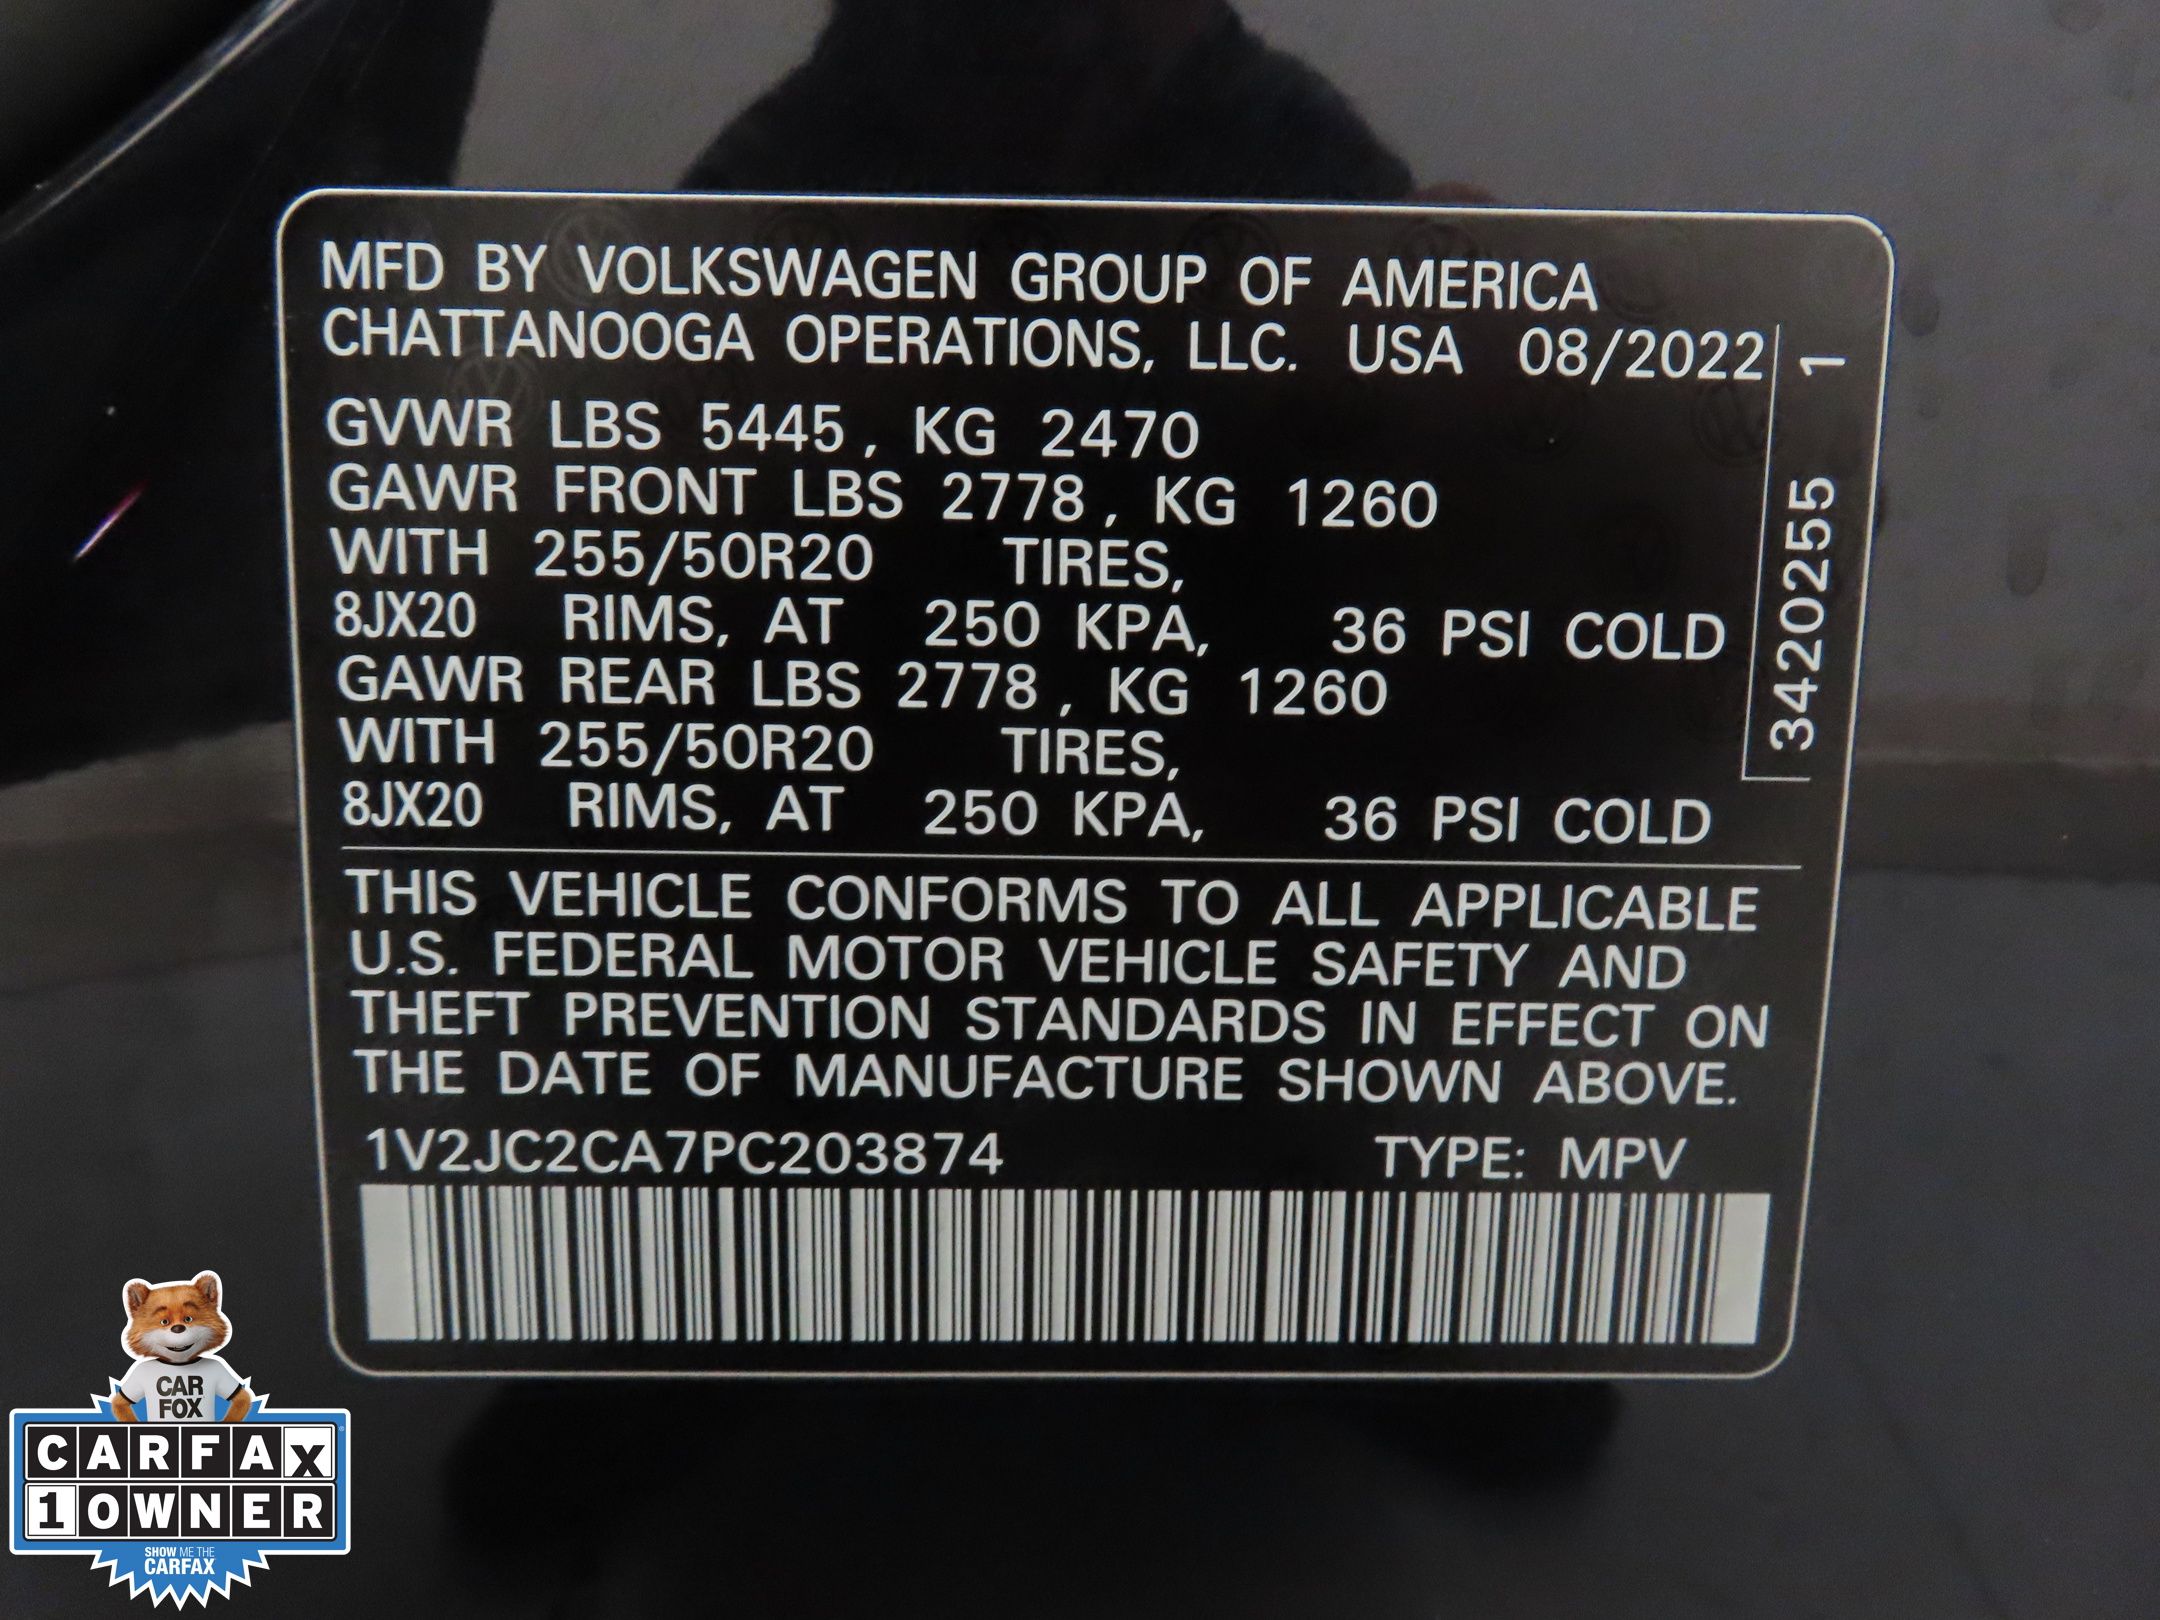 MFD BY VOLKSWAGEN GROUP OF AMERICA
CHATTANOOGA OPERATIONS, LLC. USA 08/2022
GVWR LBS 5445, KG 2470
GAWR FRONT LBS 2778, KG 1260
WITH 255/50R20 TIRES,
8JX20 RIMS, AT 250 KPA, 36 PSI COLD
GAWR REAR LBS 2778, KG 1260
WITH 255/50R20 TIRES,
8JX20 RIMS, AT 250 KPA, 36 PSI COLD
3420255 1
THIS VEHICLE CONFORMS TO ALL APPLICABLE
U.S. FEDERAL MOTOR VEHICLE SAFETY AND
THEFT PREVENTION STANDARDS IN EFFECT ON
THE DATE OF MANUFACTURE SHOWN ABOVE.
1V2JC2CA7PC203874 TYPE: MPV
CAR
FOX
CARFAX
1 OWNER
SHOW ME THE
CARFAX